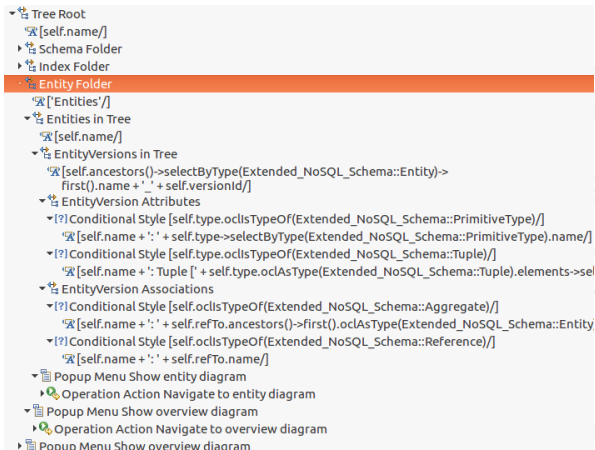 Tree Root
[self.name/]
Schema Folder
Index Folder
Entity Folder
['Entities'/]
Entities in Tree
[self.name/]
EntityVersions in Tree
[self.ancestors()->selectByType(Extended_NoSQL_Schema::Entity)->
first().name + '_' + self.versionId/]
EntityVersion Attributes
[?] Conditional Style [self.type.oclIsTypeOf(Extended_NoSQL_Schema::PrimitiveType)/]
[self.name + ': ' + self.type->selectByType(Extended_NoSQL_Schema::PrimitiveType).name/]
[?] Conditional Style [self.type.oclIsTypeOf(Extended_NoSQL_Schema::Tuple)/]
[self.name + ': Tuple [' + self.type.oclAsType(Extended_NoSQL_Schema::Tuple).elements->sel
EntityVersion Associations
[?] Conditional Style [self.oclIsTypeOf(Extended_NoSQL_Schema::Aggregate)/]
[self.name + ': ' + self.refTo.ancestors()->first().oclAsType(Extended_NoSQL_Schema::Entity
[?] Conditional Style [self.oclIsTypeOf(Extended_NoSQL_Schema::Reference)/]
[self.name + ': ' + self.refTo.name/]
Popup Menu Show entity diagram
Operation Action Navigate to entity diagram
Popup Menu Show overview diagram
Operation Action Navigate to overview diagram
Popup Menu Show overview diagram